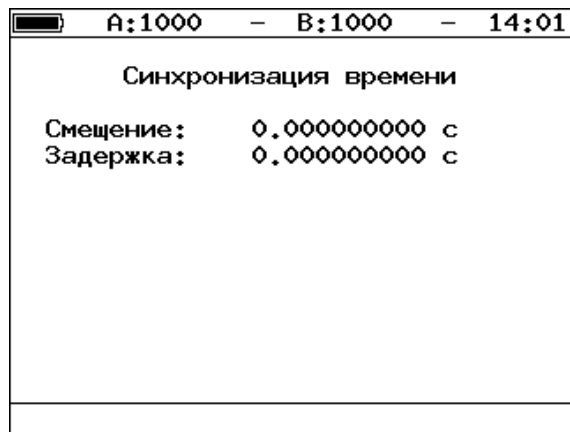 A:1000 – B:1000 – 14:01
Синхронизация времени
Смещение: 0.000000000 с
Задержка: 0.000000000 с